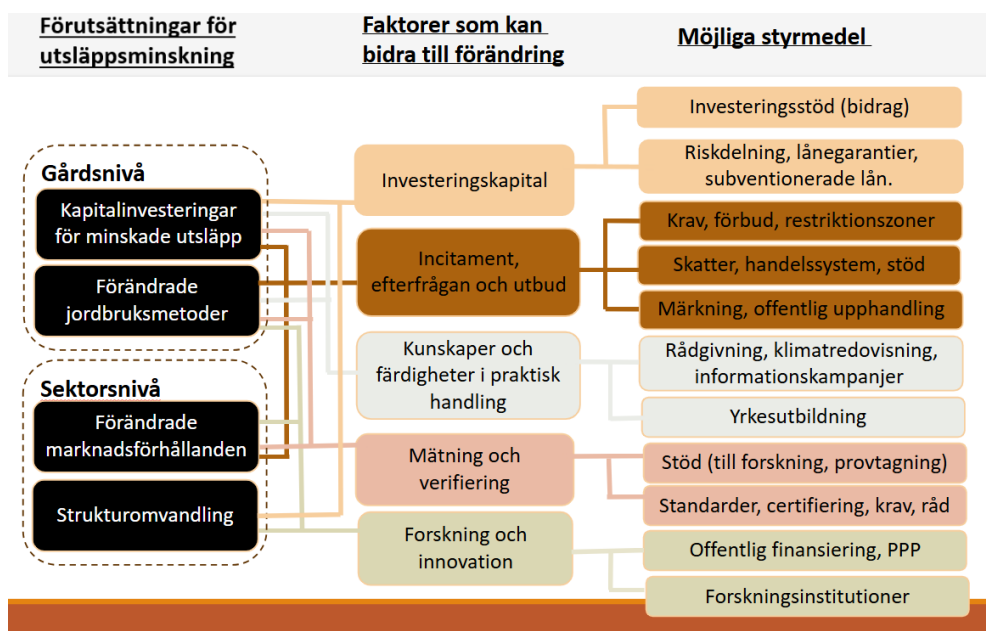 Förutsättningar för
utsläppsminskning
Faktorer som kan
bidra till förändring
Möjliga styrmedel
Gårdsnivå
Kapitalinvesteringar
för minskade utsläpp
Förändrade
jordbruksmetoder
Sektorsnivå
Förändrade
marknadsförhållanden
Strukturomvandling
Investeringskapital
Incitament,
efterfrågan och utbud
Kunskaper och
färdigheter i praktisk
handling
Mätning och
verifiering
Forskning och
innovation
Investeringsstöd (bidrag)
Riskdelning, lånegarantier,
subventionerade lån.
Krav, förbud, restriktionszoner
Skatter, handelssystem, stöd
Märkning, offentlig upphandling
Rådgivning, klimatredovisning,
informationskampanjer
Yrkesutbildning
Stöd (till forskning, provtagning)
Standarder, certifiering, krav, råd
Offentlig finansiering, PPP
Forskningsinstitutioner